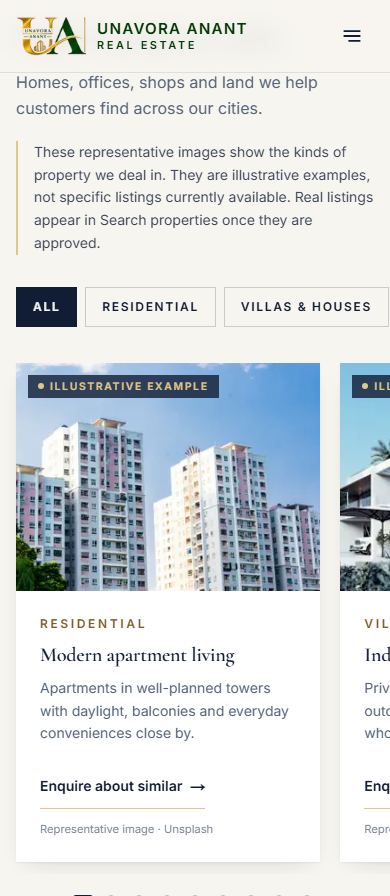 UNAVORA ANANT
REAL ESTATE
Homes, offices, shops and land we help
customers find across our cities.
These representative images show the kinds of
property we deal in. They are illustrative examples,
not specific listings currently available. Real listings
appear in Search properties once they are
approved.
ALL
RESIDENTIAL
VILLAS & HOUSES
ILLUSTRATIVE EXAMPLE
RESIDENTIAL
Modern apartment living
Apartments in well-planned towers
with daylight, balconies and everyday
conveniences close by.
Enquire about similar →
Representative image · Unsplash